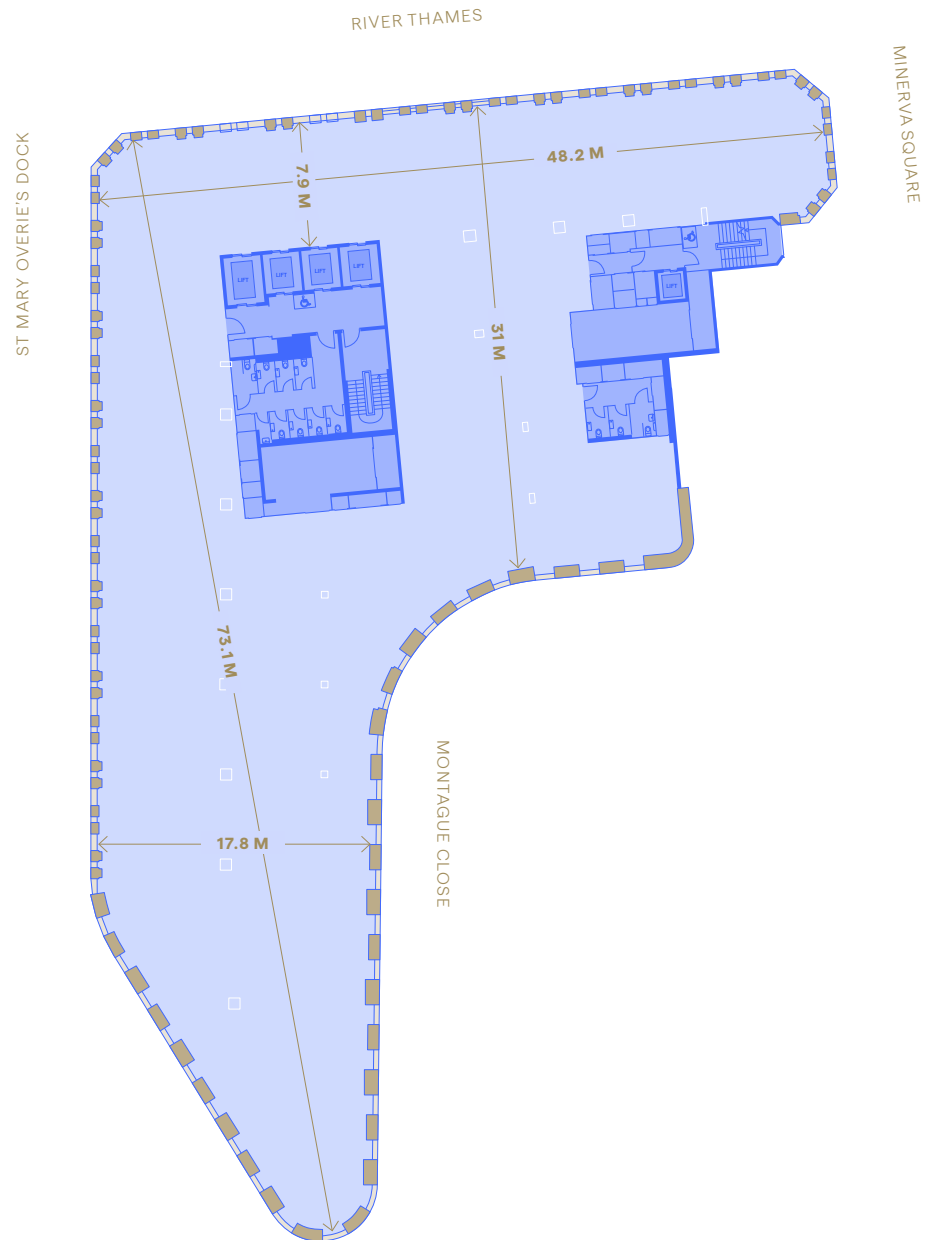 RIVER THAMES
MINERVA SQUARE
ST MARY OVERIE'S DOCK
48.2 M
7.9 M
LIFT
LIFT
LIFT
LIFT
LIFT
31 M
73.1 M
MONTAGUE CLOSE
17.8 M